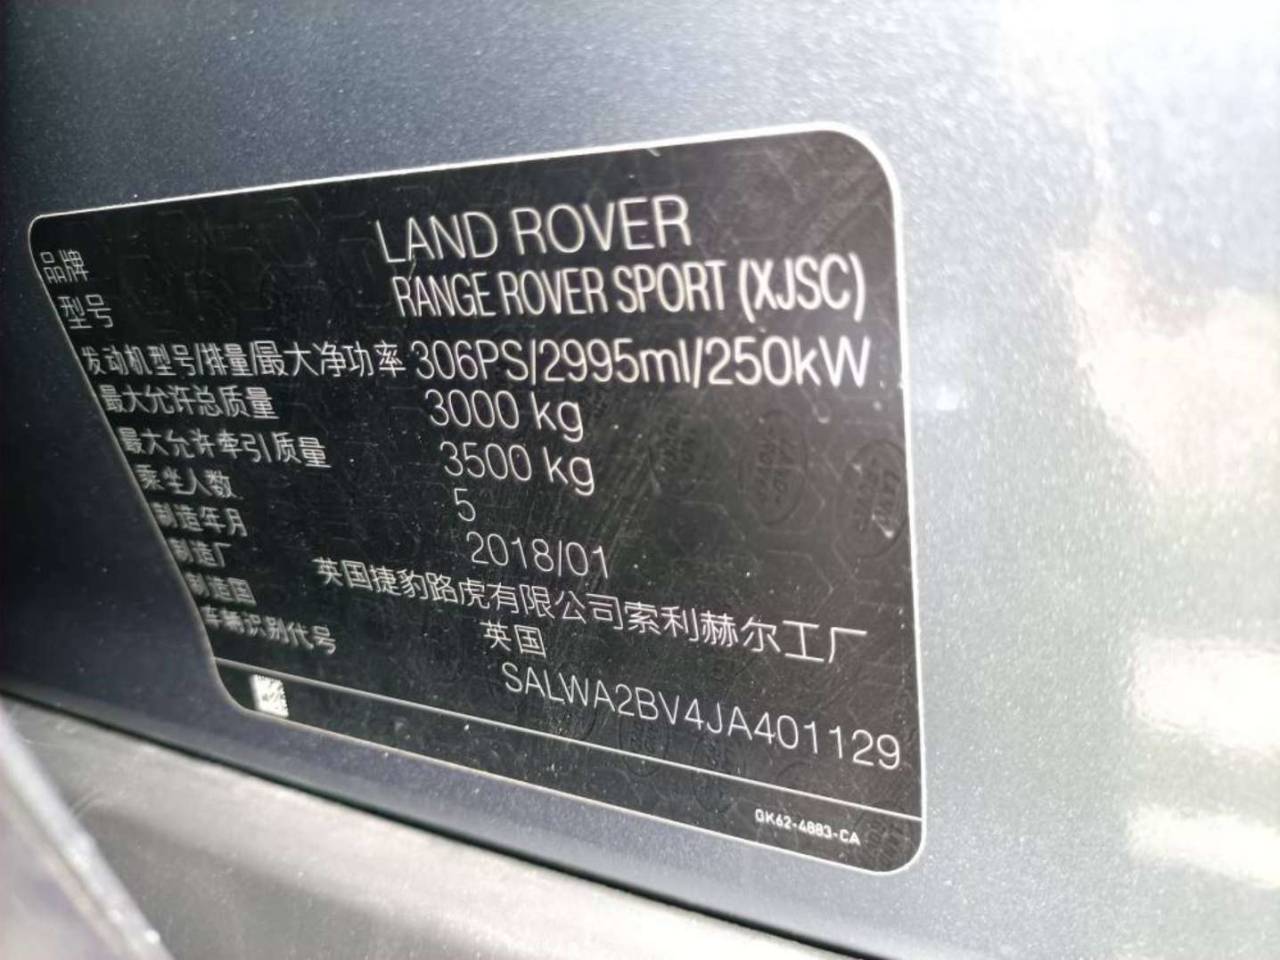 品牌 LAND ROVER
型号 RANGE ROVER SPORT (XJSC)
发动机型号/排量/最大净功率 306PS/2995ml/250kW
最大允许总质量 3000 kg
最大允许牵引质量 3500 kg
乘坐人数 5
制造年月 2018/01
制造厂 英国捷豹路虎有限公司索利赫尔工厂
制造国 英国
车辆识别代号 SALWA2BV4JA401129
GK62-4883-CA